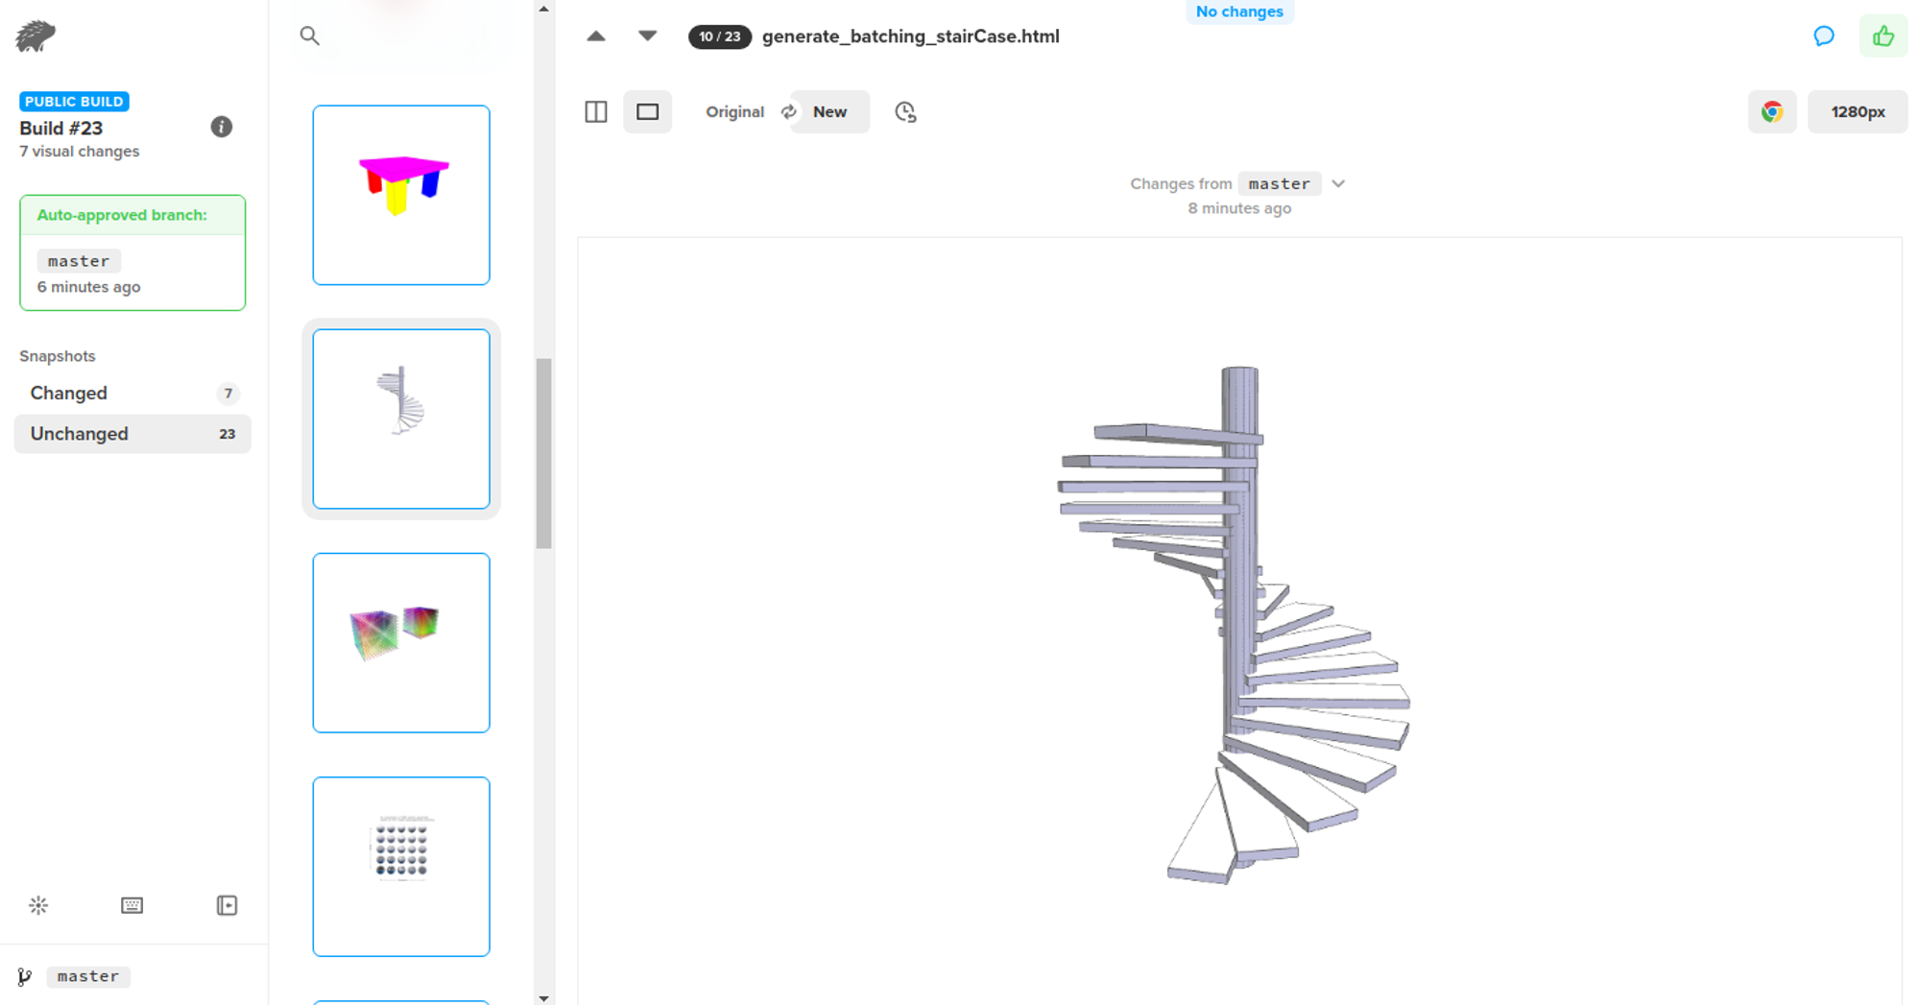 No changes
10 / 23 generate_batching_stairCase.html
PUBLIC BUILD
Build #23
7 visual changes
Original New
1280px
Auto-approved branch:
master
6 minutes ago
Changes from master
8 minutes ago
Snapshots
Changed 7
Unchanged 23
master